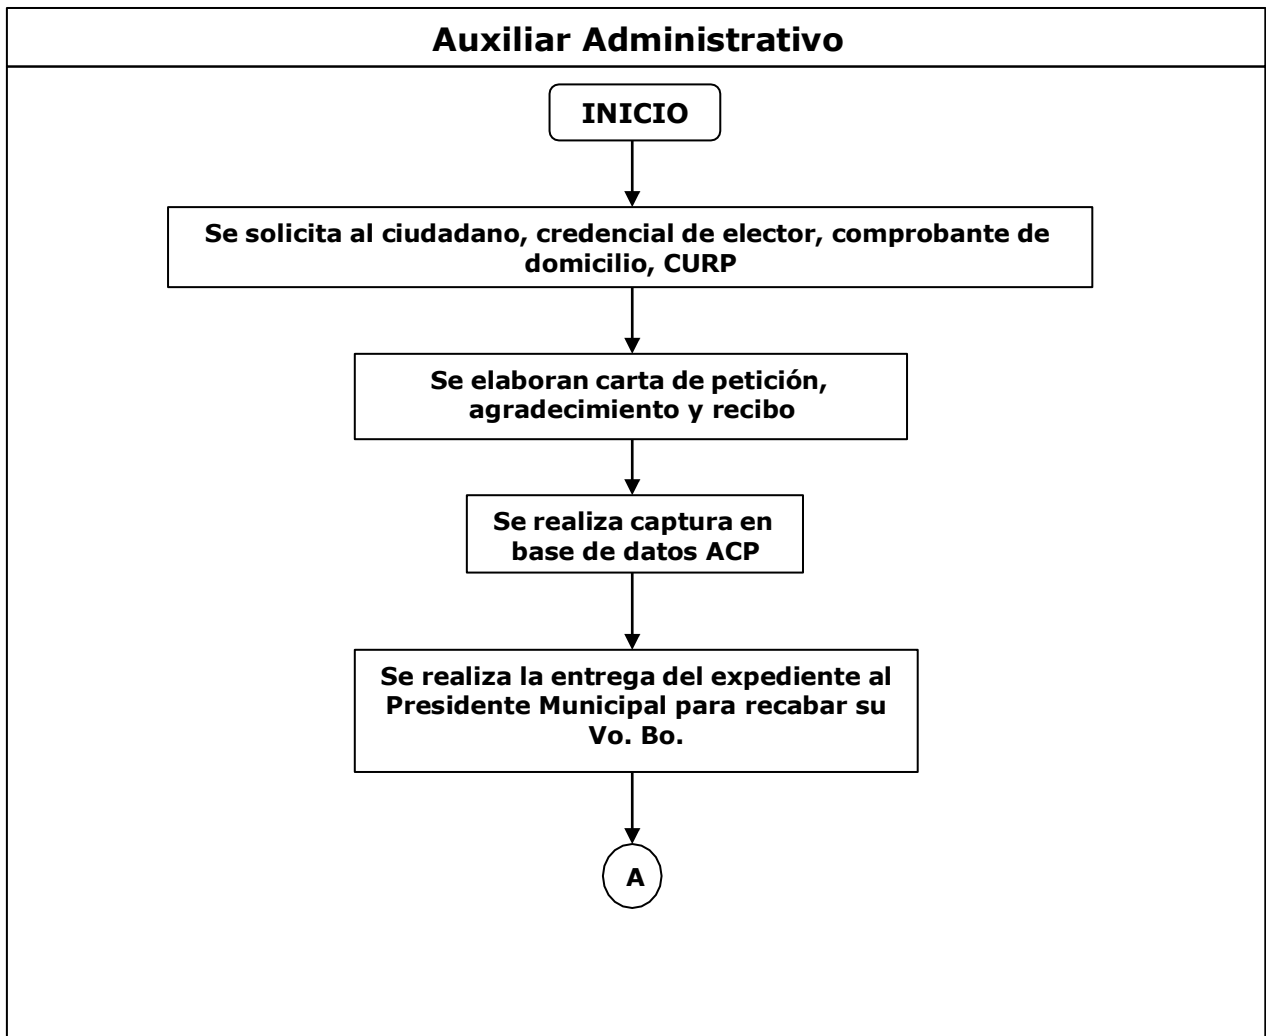 Auxiliar Administrativo
INICIO
Se solicita al ciudadano, credencial de elector, comprobante de
domicilio, CURP
Se elaboran carta de petición,
agradecimiento y recibo
Se realiza captura en
base de datos ACP
Se realiza la entrega del expediente al
Presidente Municipal para recabar su
Vo. Bo.
A